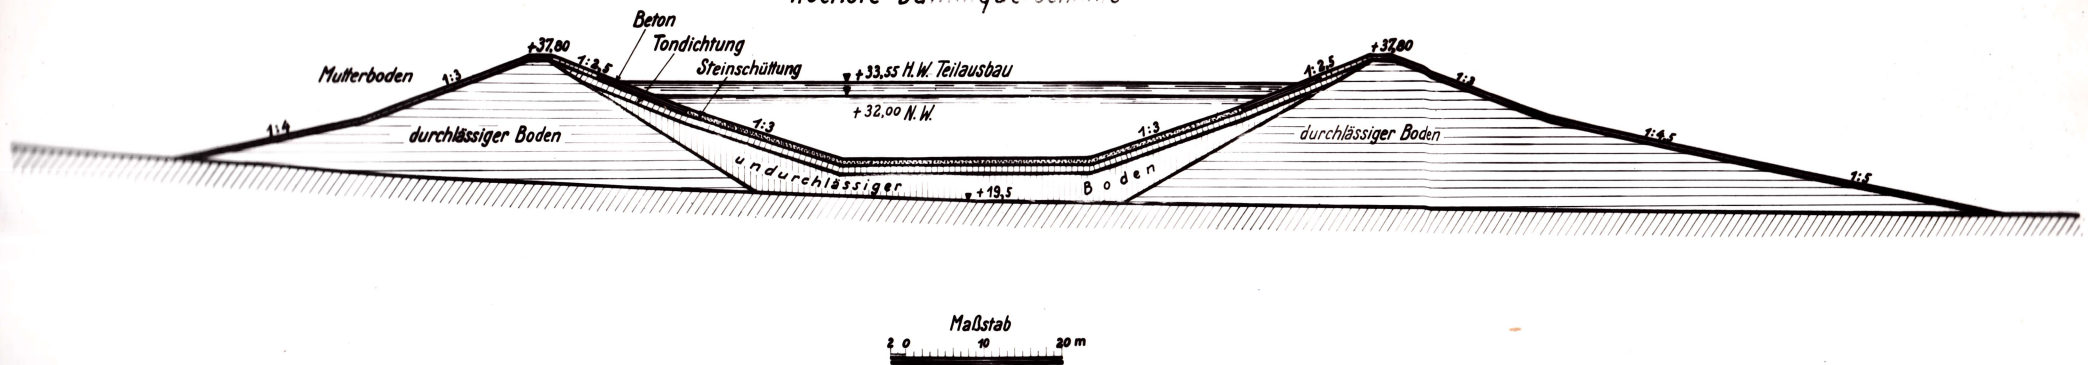 Beton
+37,80
+37,80
Tondichtung
Mutterboden
1:3
1:2,5
Steinschüttung
+33,55 H.W. Teilausbau
1:2,5
1:3
+32,00 N.W.
1:4
durchlässiger Boden
1:3
1:3
durchlässiger Boden
1:4,5
undurchlässiger Boden
1:5
+19,5
Maßstab
2 0 10 20 m